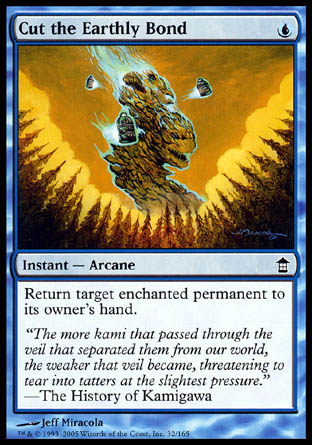 Cut the Earthly Bond
J. MIRACOLA
Instant — Arcane
Return target enchanted permanent to
its owner's hand.
"The more kami that passed through the
veil that separated them from our world,
the weaker that veil became, threatening to
tear into tatters at the slightest pressure."
—The History of Kamigawa
Jeff Miracola
™ & © 1993–2005 Wizards of the Coast, Inc. 32/165